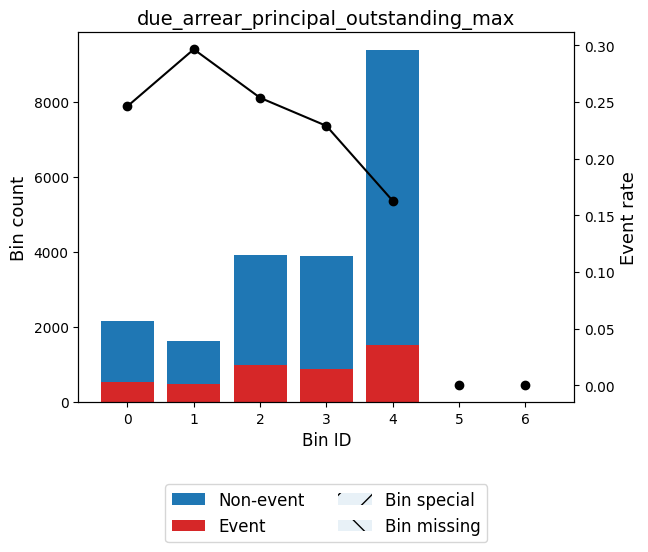 due_arrear_principal_outstanding_max
8000
6000
4000
2000
0
Bin count
0.30
0.25
0.20
0.15
0.10
0.05
0.00
Event rate
0 1 2 3 4 5 6
Bin ID
Non-event
Event
Bin special
Bin missing